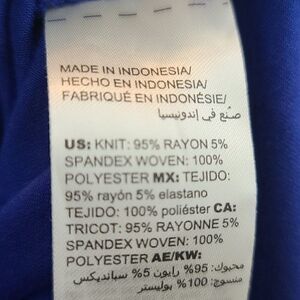 MADE IN INDONESIA/
HECHO EN INDONESIA/
FABRIQUÉ EN INDONÉSIE/
صنع في إندونيسيا
US: KNIT: 95% RAYON 5%
SPANDEX WOVEN: 100%
POLYESTER MX: TEJIDO:
95% rayón 5% elastano
TEJIDO: 100% poliéster CA:
TRICOT: 95% RAYONNE 5%
SPANDEX WOVEN: 100%
POLYESTER AE/KW:
محبوك: 95% رايون 5% سبانديكس
منسوج: 100% بوليستر